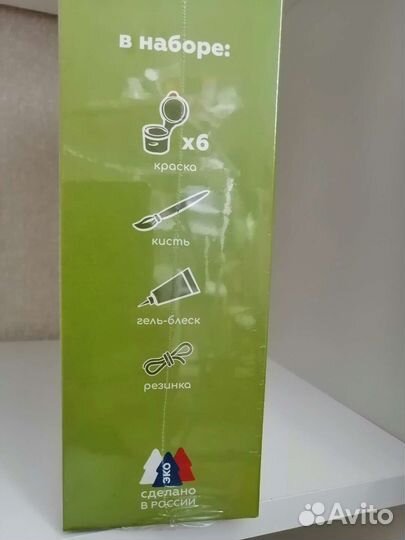 в наборе:
x6
краска
кисть
гель-блеск
резинка
ЭКО
СДЕЛАНО
В РОССИИ
Avito